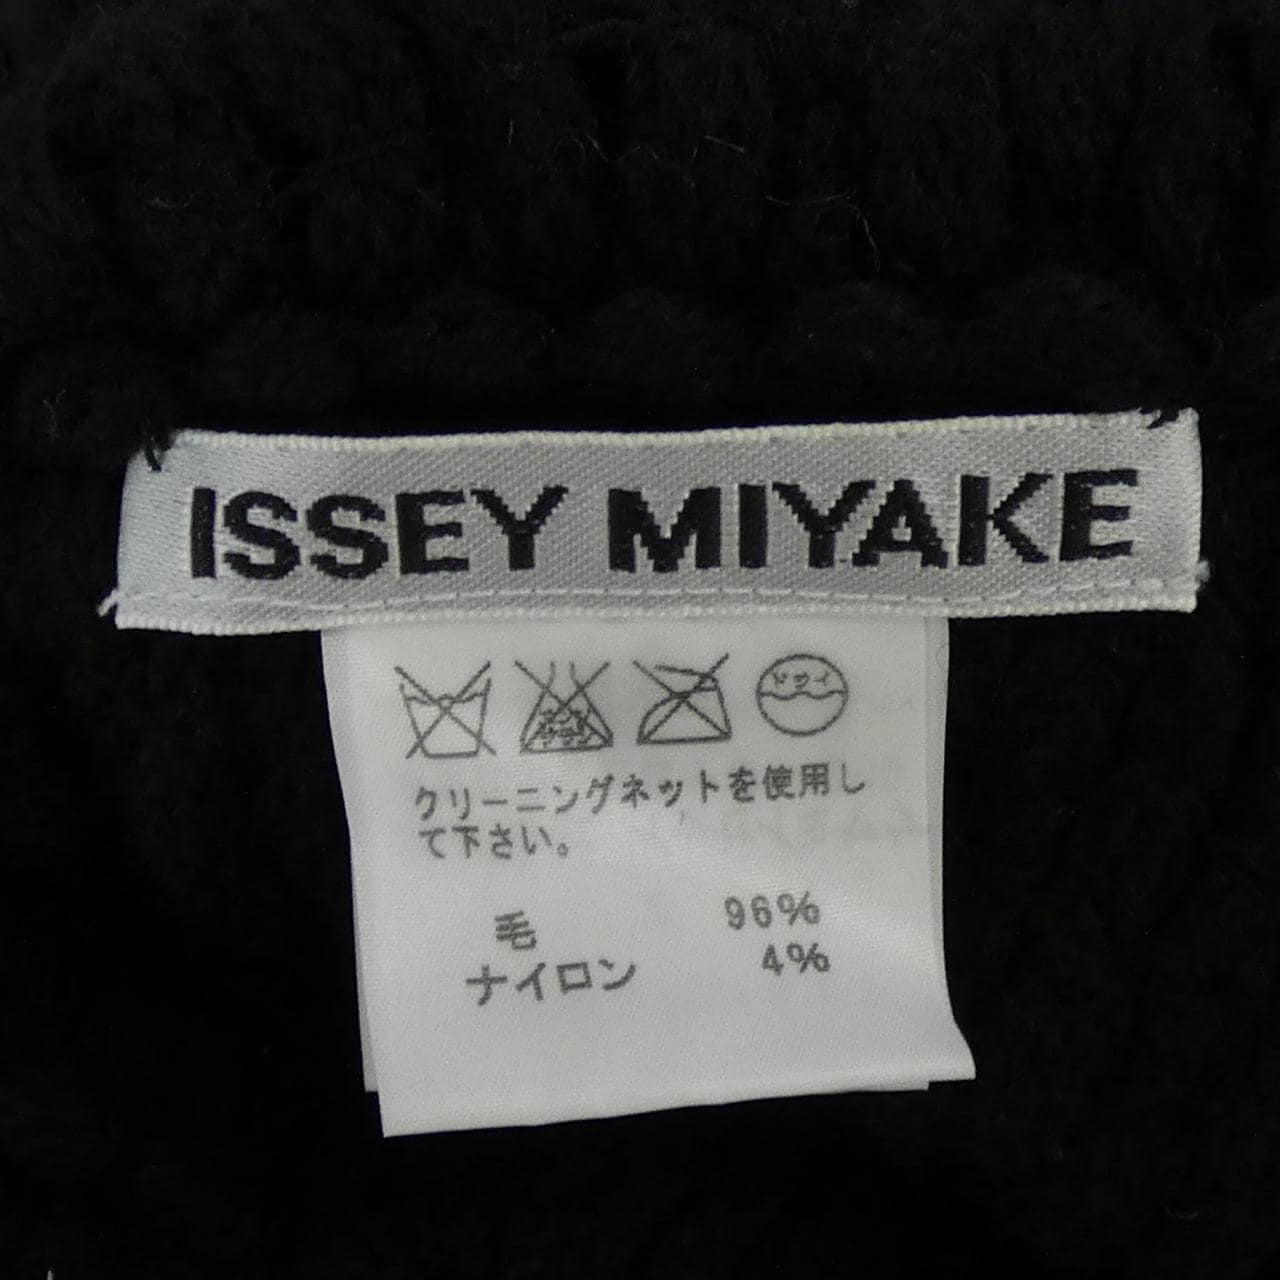 ISSEY MIYAKE
ドライ
クリーニングネットを使用し
て下さい。
毛 96%
ナイロン 4%